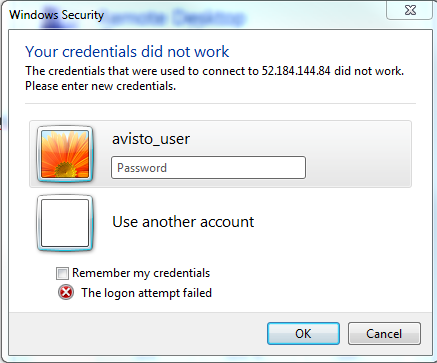 Windows Security
Remote Desktop
Your credentials did not work
The credentials that were used to connect to 52.184.144.84 did not work.
Please enter new credentials.
avisto_user
Password
Use another account
Remember my credentials
The logon attempt failed
OK
Cancel